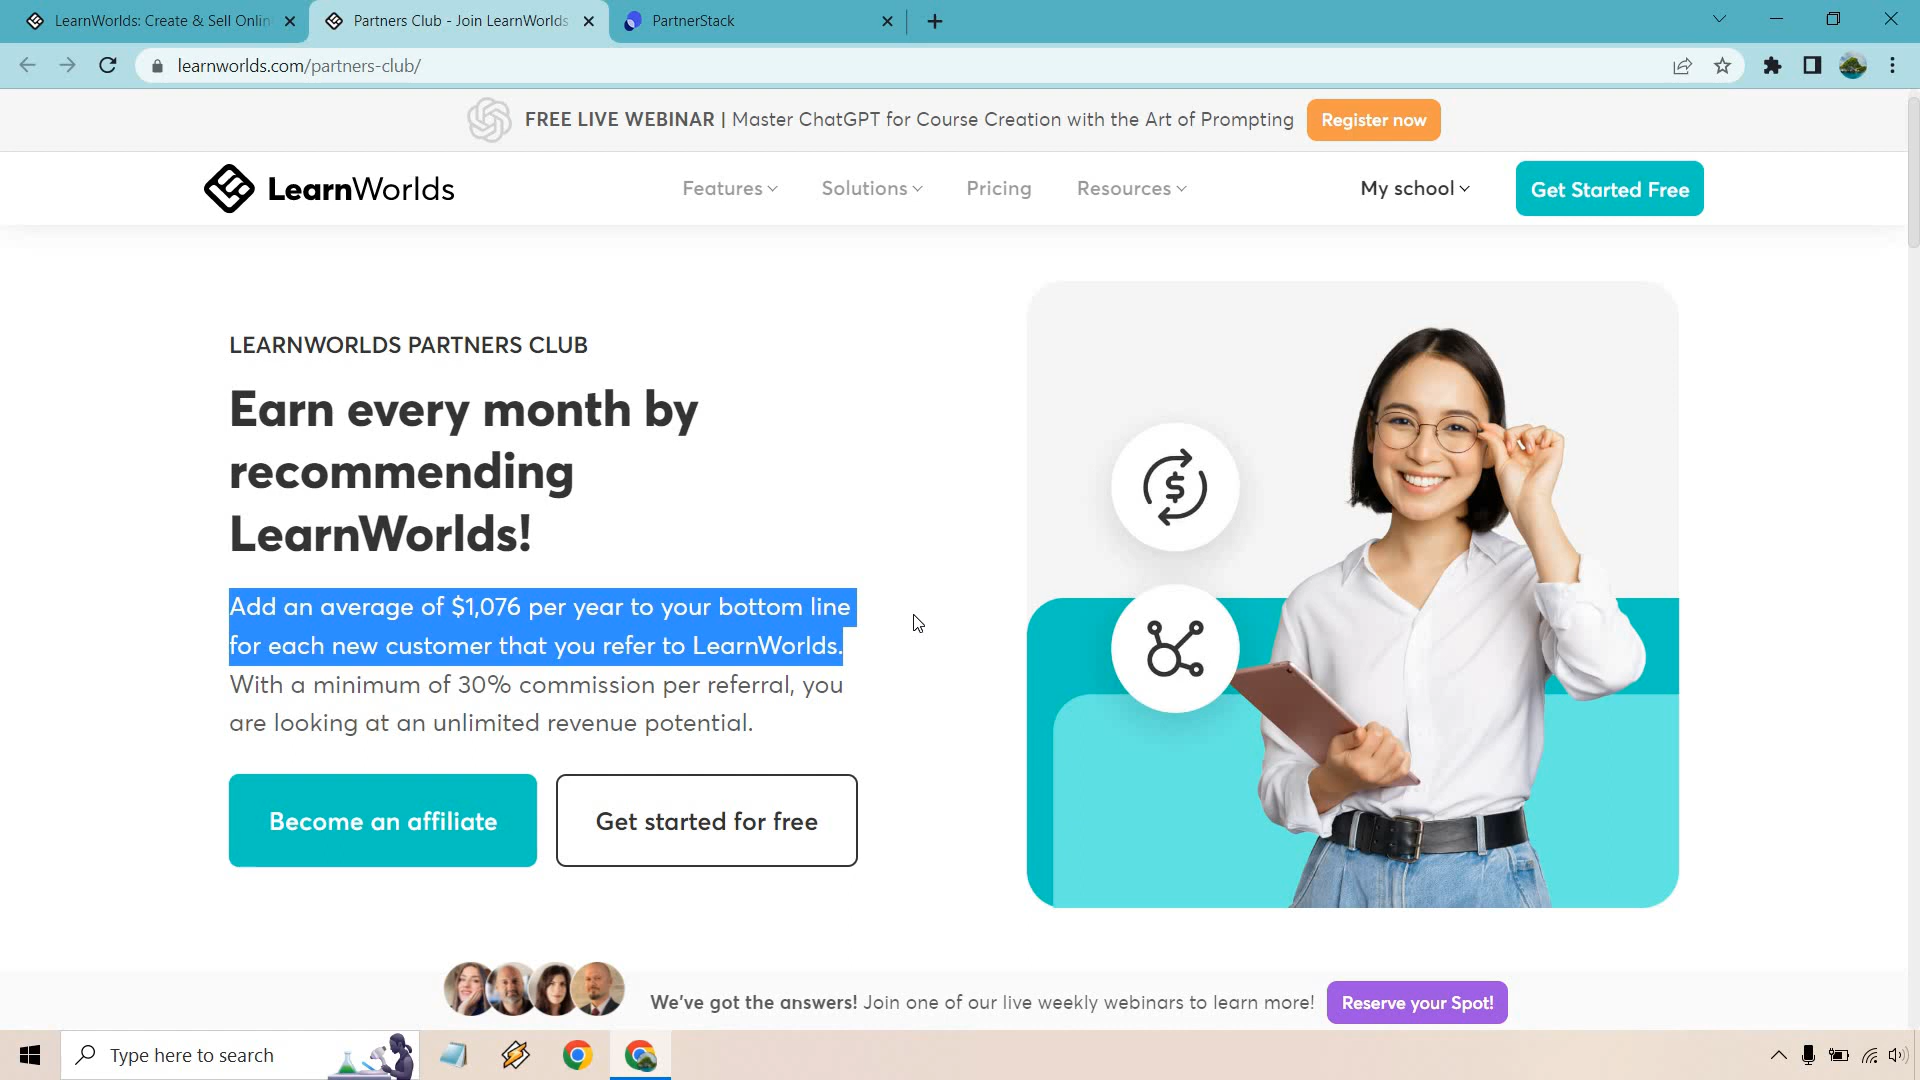 LearnWorlds: Create & Sell Onlin
Partners Club - Join LearnWorlds
PartnerStack
learnworlds.com/partners-club/
FREE LIVE WEBINAR | Master ChatGPT for Course Creation with the Art of Prompting
Register now
LearnWorlds
Features
Solutions
Pricing
Resources
My school
Get Started Free
LEARNWORLDS PARTNERS CLUB
Earn every month by
recommending
LearnWorlds!
Add an average of $1,076 per year to your bottom line
for each new customer that you refer to LearnWorlds.
With a minimum of 30% commission per referral, you
are looking at an unlimited revenue potential.
Become an affiliate
Get started for free
$
We've got the answers! Join one of our live weekly webinars to learn more!
Reserve your Spot!
Type here to search